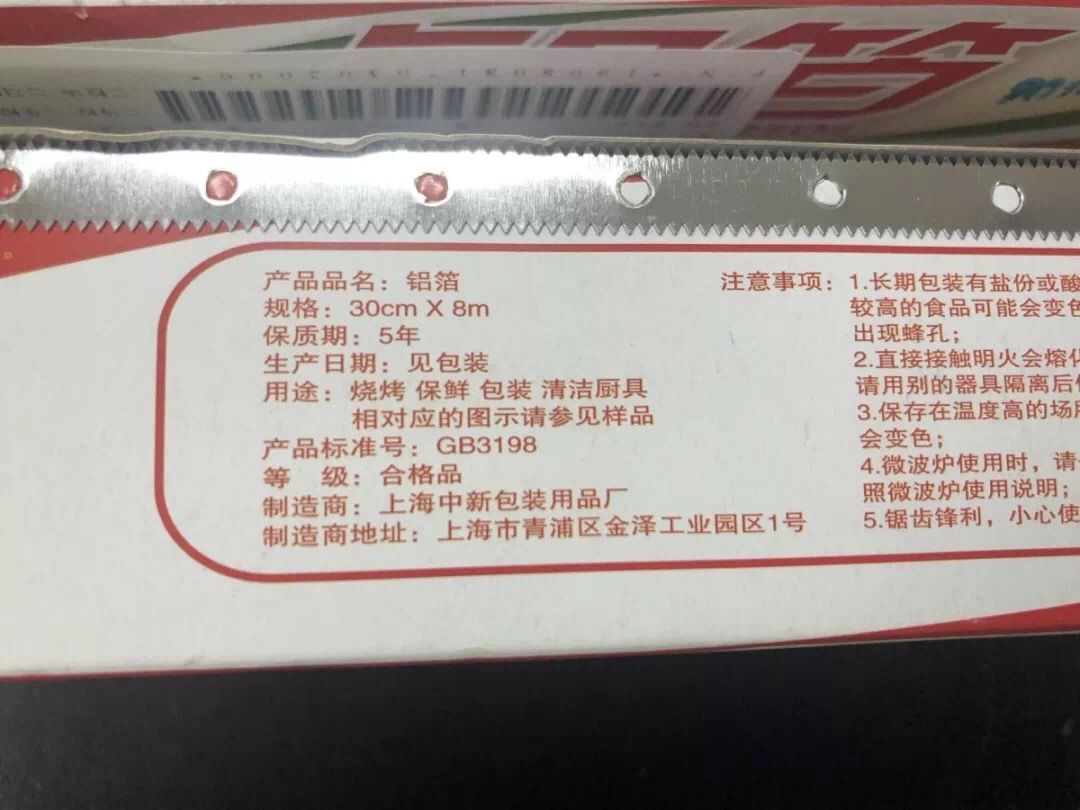 产品品名：铝箔
规格：30cm X 8m
保质期：5年
生产日期：见包装
用途：烧烤 保鲜 包装 清洁厨具
相对应的图示请参见样品
产品标准号：GB3198
等 级：合格品
制造商：上海中新包装用品厂
制造商地址：上海市青浦区金泽工业园区1号
注意事项：1.长期包装有盐份或酸
较高的食品可能会变色
出现蜂孔；
2.直接接触明火会熔化
请用别的器具隔离后
3.保存在温度高的场所
会变色；
4.微波炉使用时，请
照微波炉使用说明；
5.锯齿锋利，小心使